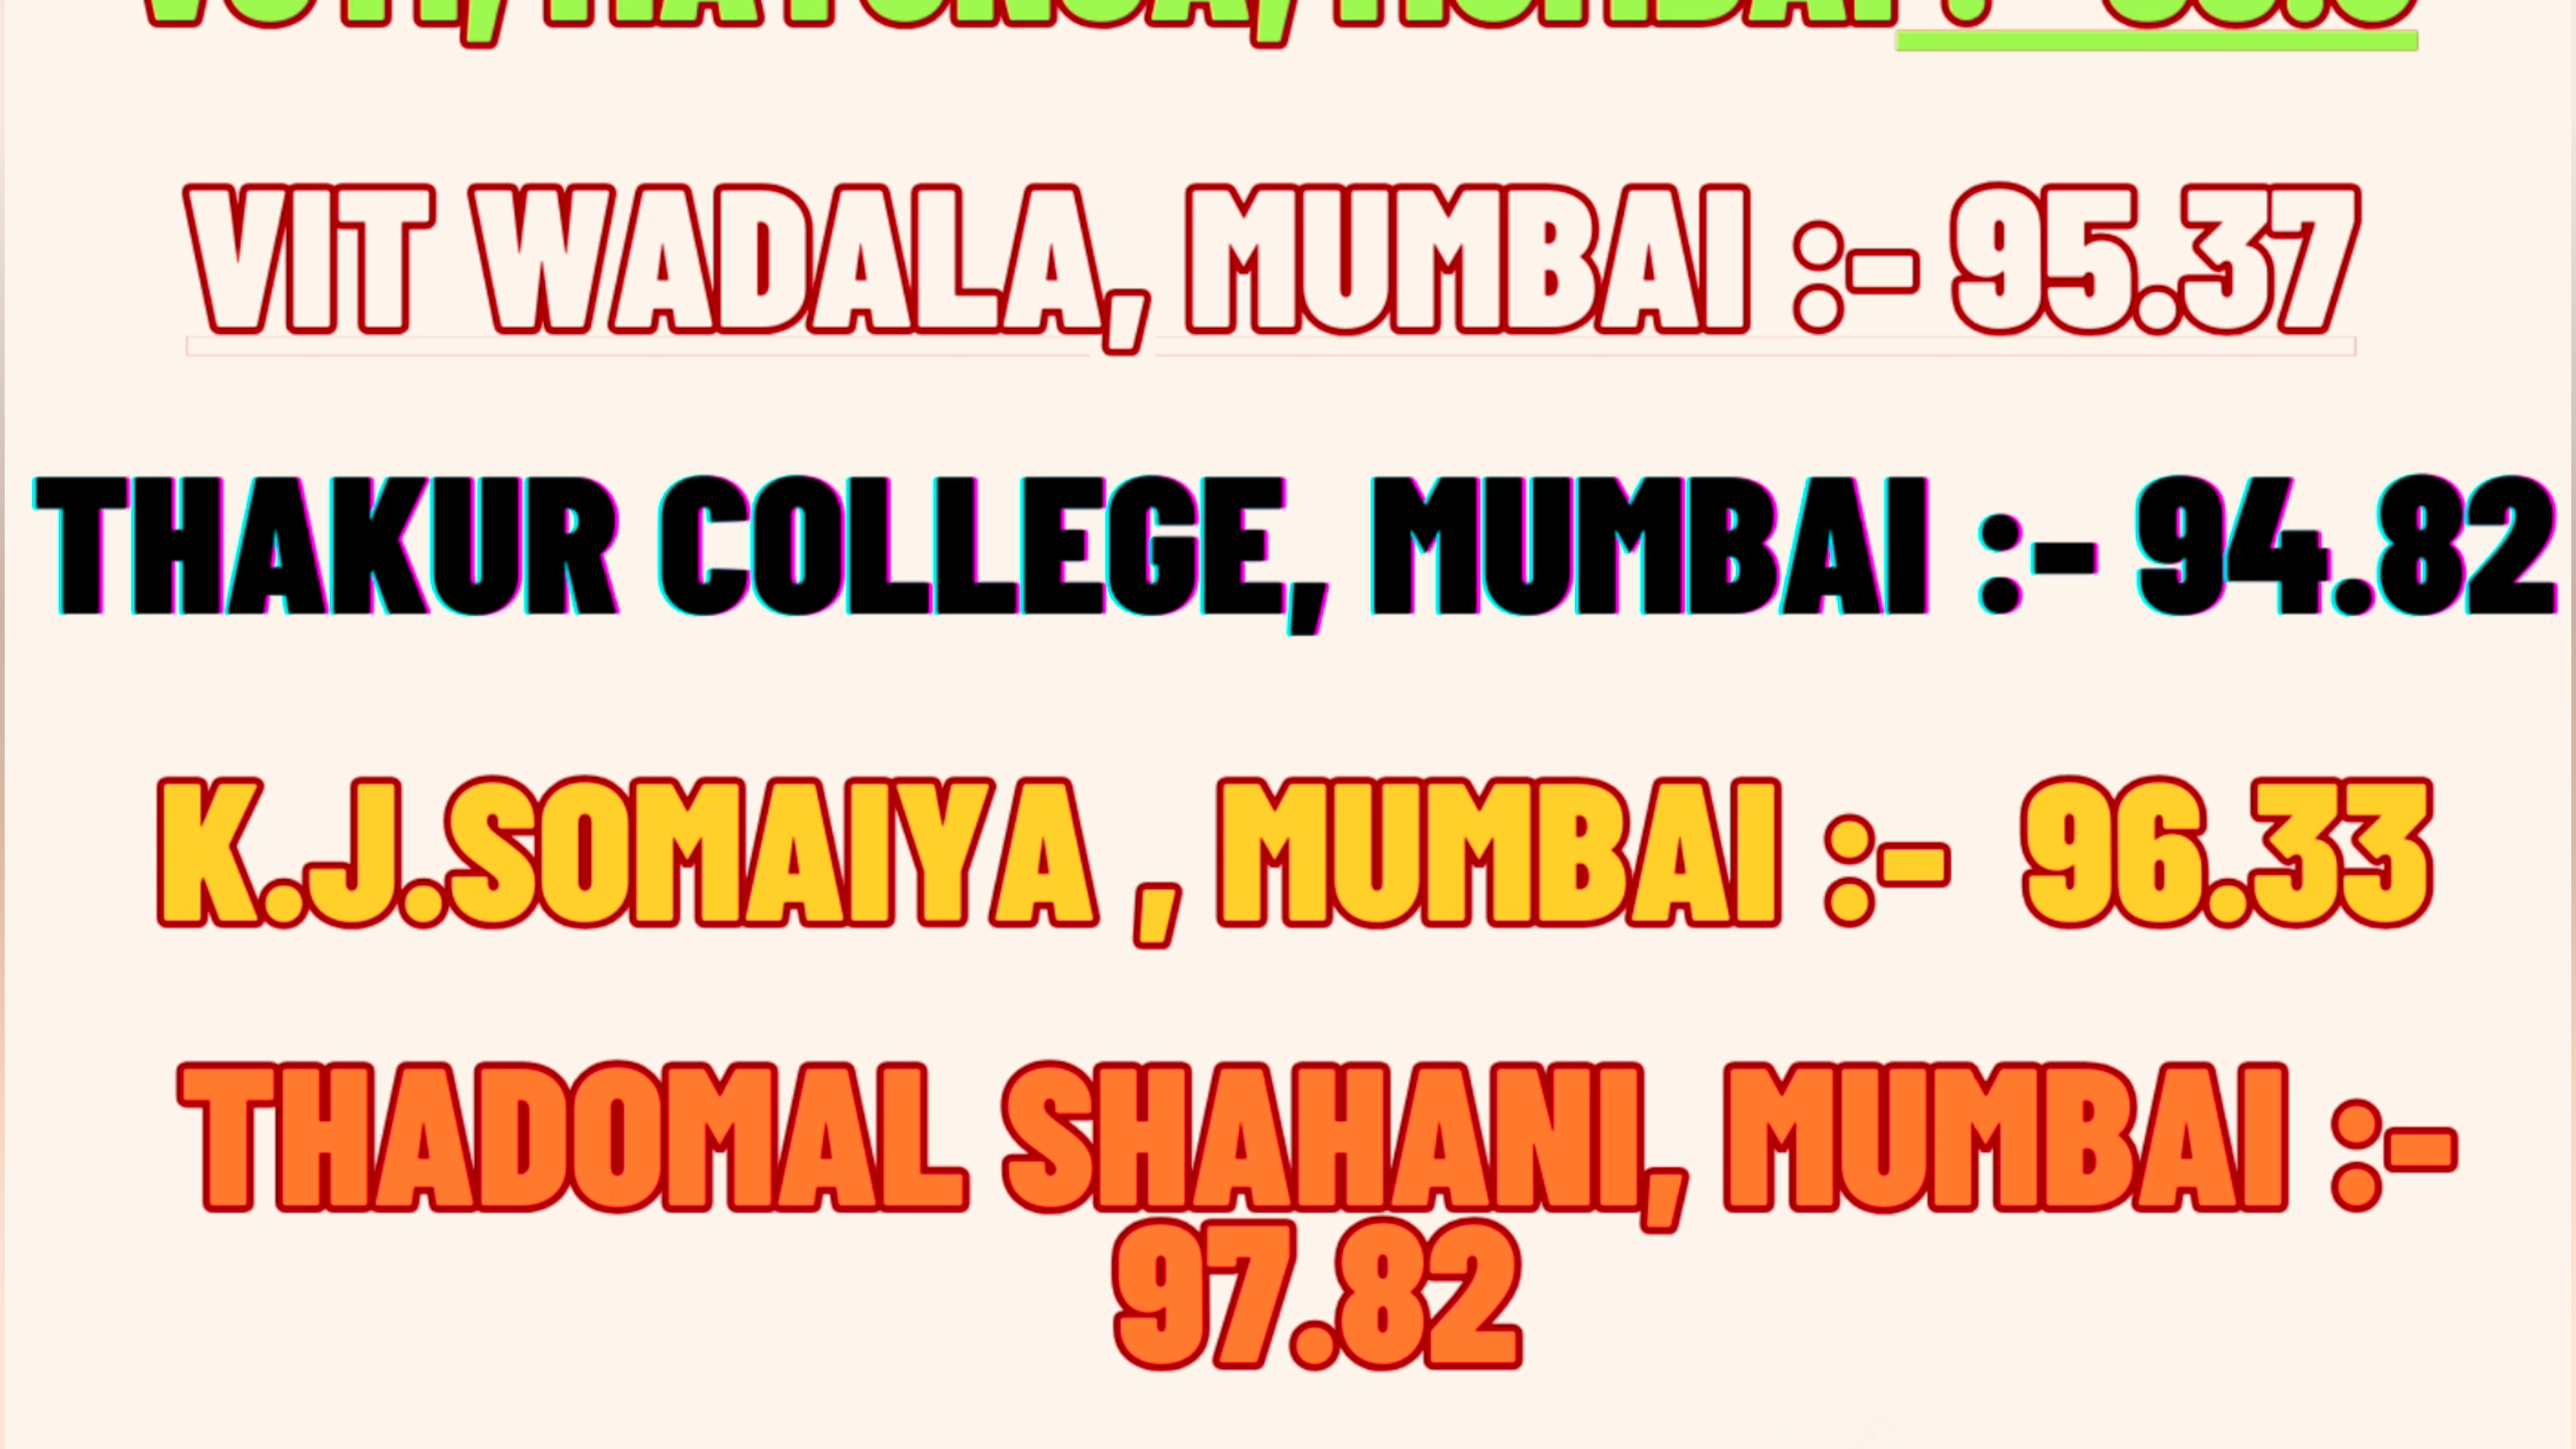 VIT WADALA, MUMBAI :- 95.37
THAKUR COLLEGE, MUMBAI :- 94.82
K.J.SOMAIYA , MUMBAI :- 96.33
THADOMAL SHAHANI, MUMBAI :-
97.82